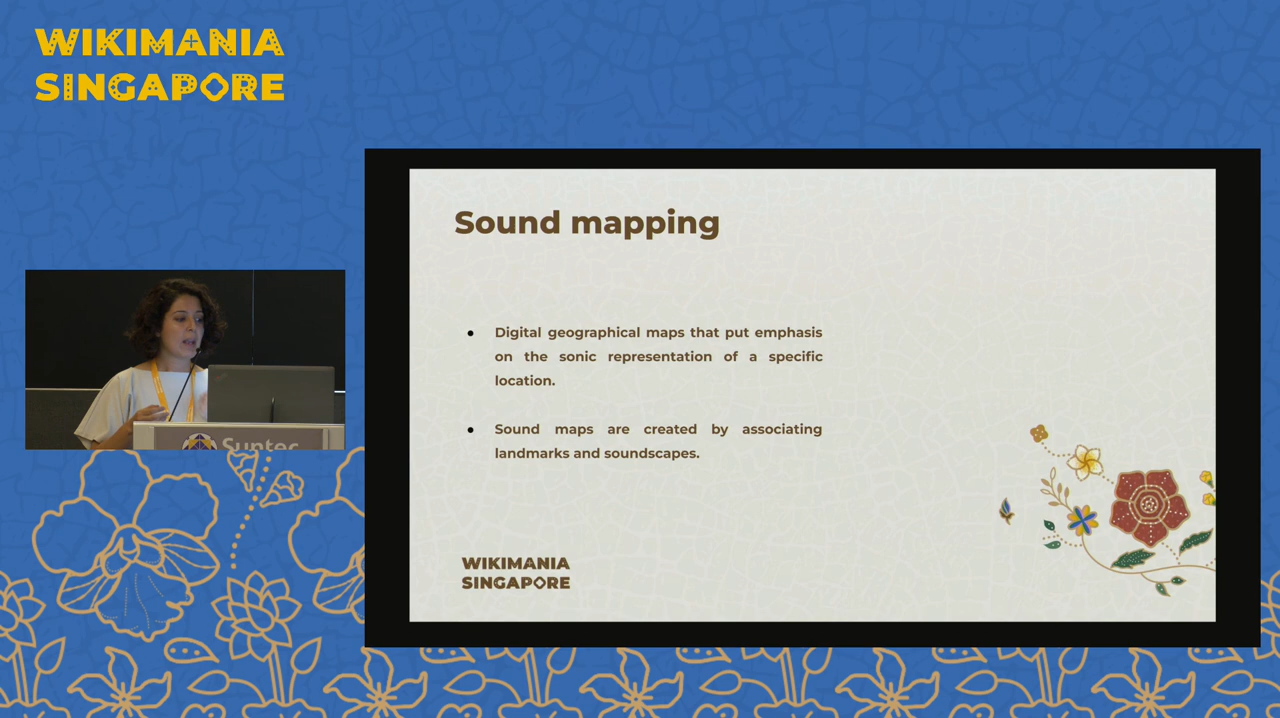 WIKIMANIA
SINGAPORE
Sound mapping
Digital geographical maps that put emphasis
on the sonic representation of a specific
location.
Sound maps are created by associating
landmarks and soundscapes.
WIKIMANIA
SINGAPORE
Suntec